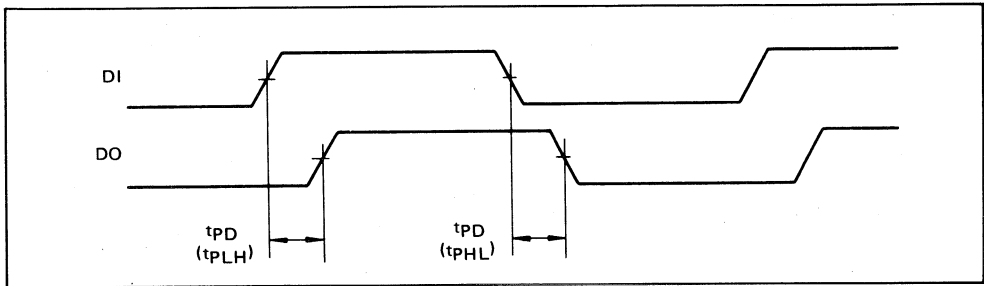 DI
DO
tPD
(tPLH)
tPD
(tPHL)